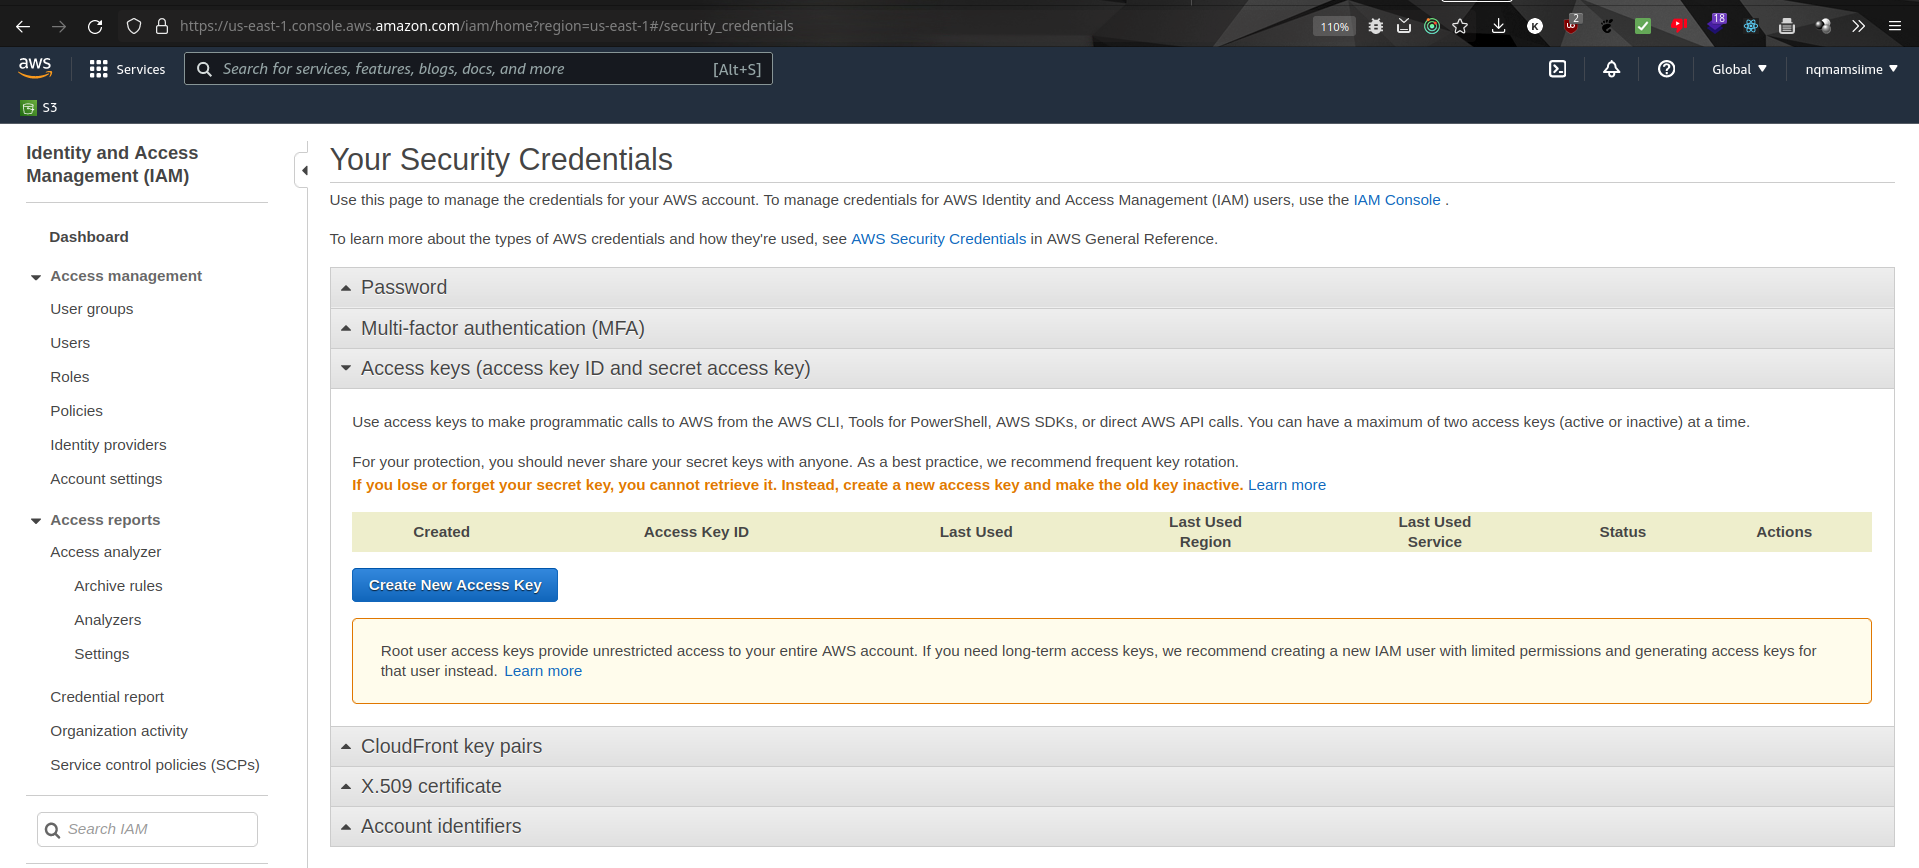 https://us-east-1.console.aws.amazon.com/iam/home?region=us-east-1#/security_credentials
110%
K
2
18
aws
Services
Search for services, features, blogs, docs, and more
[Alt+S]
Global
nqmamsiime
S3
Identity and Access
Management (IAM)
Dashboard
Access management
User groups
Users
Roles
Policies
Identity providers
Account settings
Access reports
Access analyzer
Archive rules
Analyzers
Settings
Credential report
Organization activity
Service control policies (SCPs)
Search IAM
Your Security Credentials
Use this page to manage the credentials for your AWS account. To manage credentials for AWS Identity and Access Management (IAM) users, use the IAM Console .
To learn more about the types of AWS credentials and how they're used, see AWS Security Credentials in AWS General Reference.
Password
Multi-factor authentication (MFA)
Access keys (access key ID and secret access key)
Use access keys to make programmatic calls to AWS from the AWS CLI, Tools for PowerShell, AWS SDKs, or direct AWS API calls. You can have a maximum of two access keys (active or inactive) at a time.
For your protection, you should never share your secret keys with anyone. As a best practice, we recommend frequent key rotation.
If you lose or forget your secret key, you cannot retrieve it. Instead, create a new access key and make the old key inactive. Learn more
Created
Access Key ID
Last Used
Last Used
Region
Last Used
Service
Status
Actions
Create New Access Key
Root user access keys provide unrestricted access to your entire AWS account. If you need long-term access keys, we recommend creating a new IAM user with limited permissions and generating access keys for
that user instead. Learn more
CloudFront key pairs
X.509 certificate
Account identifiers